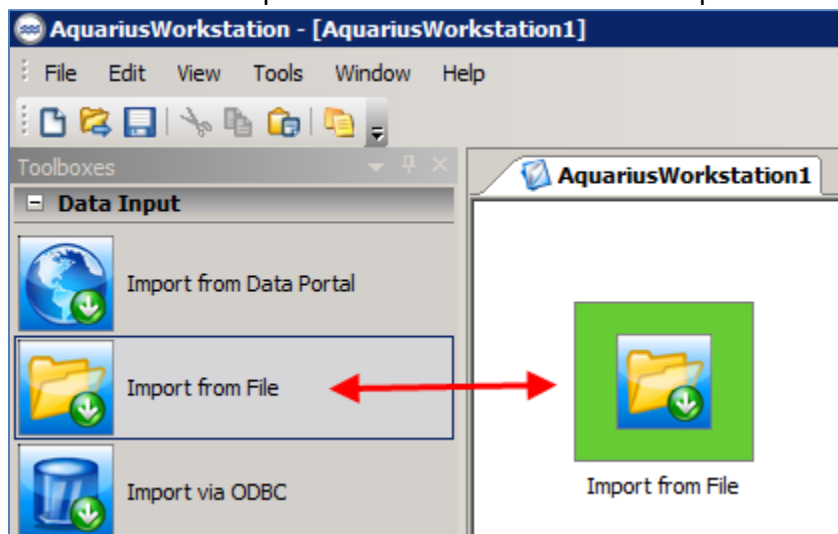 AquariusWorkstation - [AquariusWorkstation1]
File Edit View Tools Window Help
Toolboxes
AquariusWorkstation1
Data Input
Import from Data Portal
Import from File
Import via ODBC
Import from File